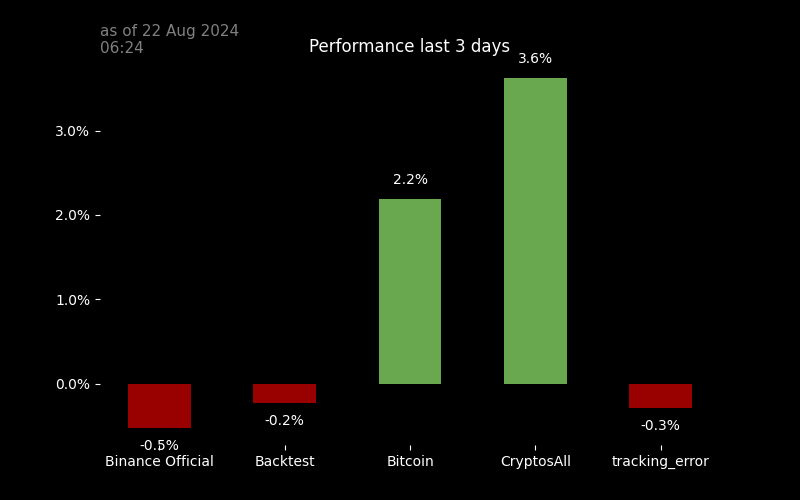 as of 22 Aug 2024
06:24
Performance last 3 days
3.6%
3.0%
2.2%
2.0%
1.0%
0.0%
-0.2%
-0.3%
-0.5%
Binance Official
Backtest
Bitcoin
CryptosAll
tracking_error